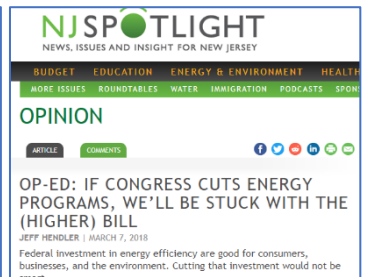 NJSPOTLIGHT
NEWS, ISSUES AND INSIGHT FOR NEW JERSEY
BUDGET EDUCATION ENERGY & ENVIRONMENT HEALTH
MORE ISSUES ROUNDTABLES WATER IMMIGRATION PODCASTS SPON
OPINION
ARTICLE COMMENTS
OP-ED: IF CONGRESS CUTS ENERGY
PROGRAMS, WE'LL BE STUCK WITH THE
(HIGHER) BILL
JEFF HENDLER | MARCH 7, 2018
Federal investment in energy efficiency are good for consumers,
businesses, and the environment. Cutting that investment would not be